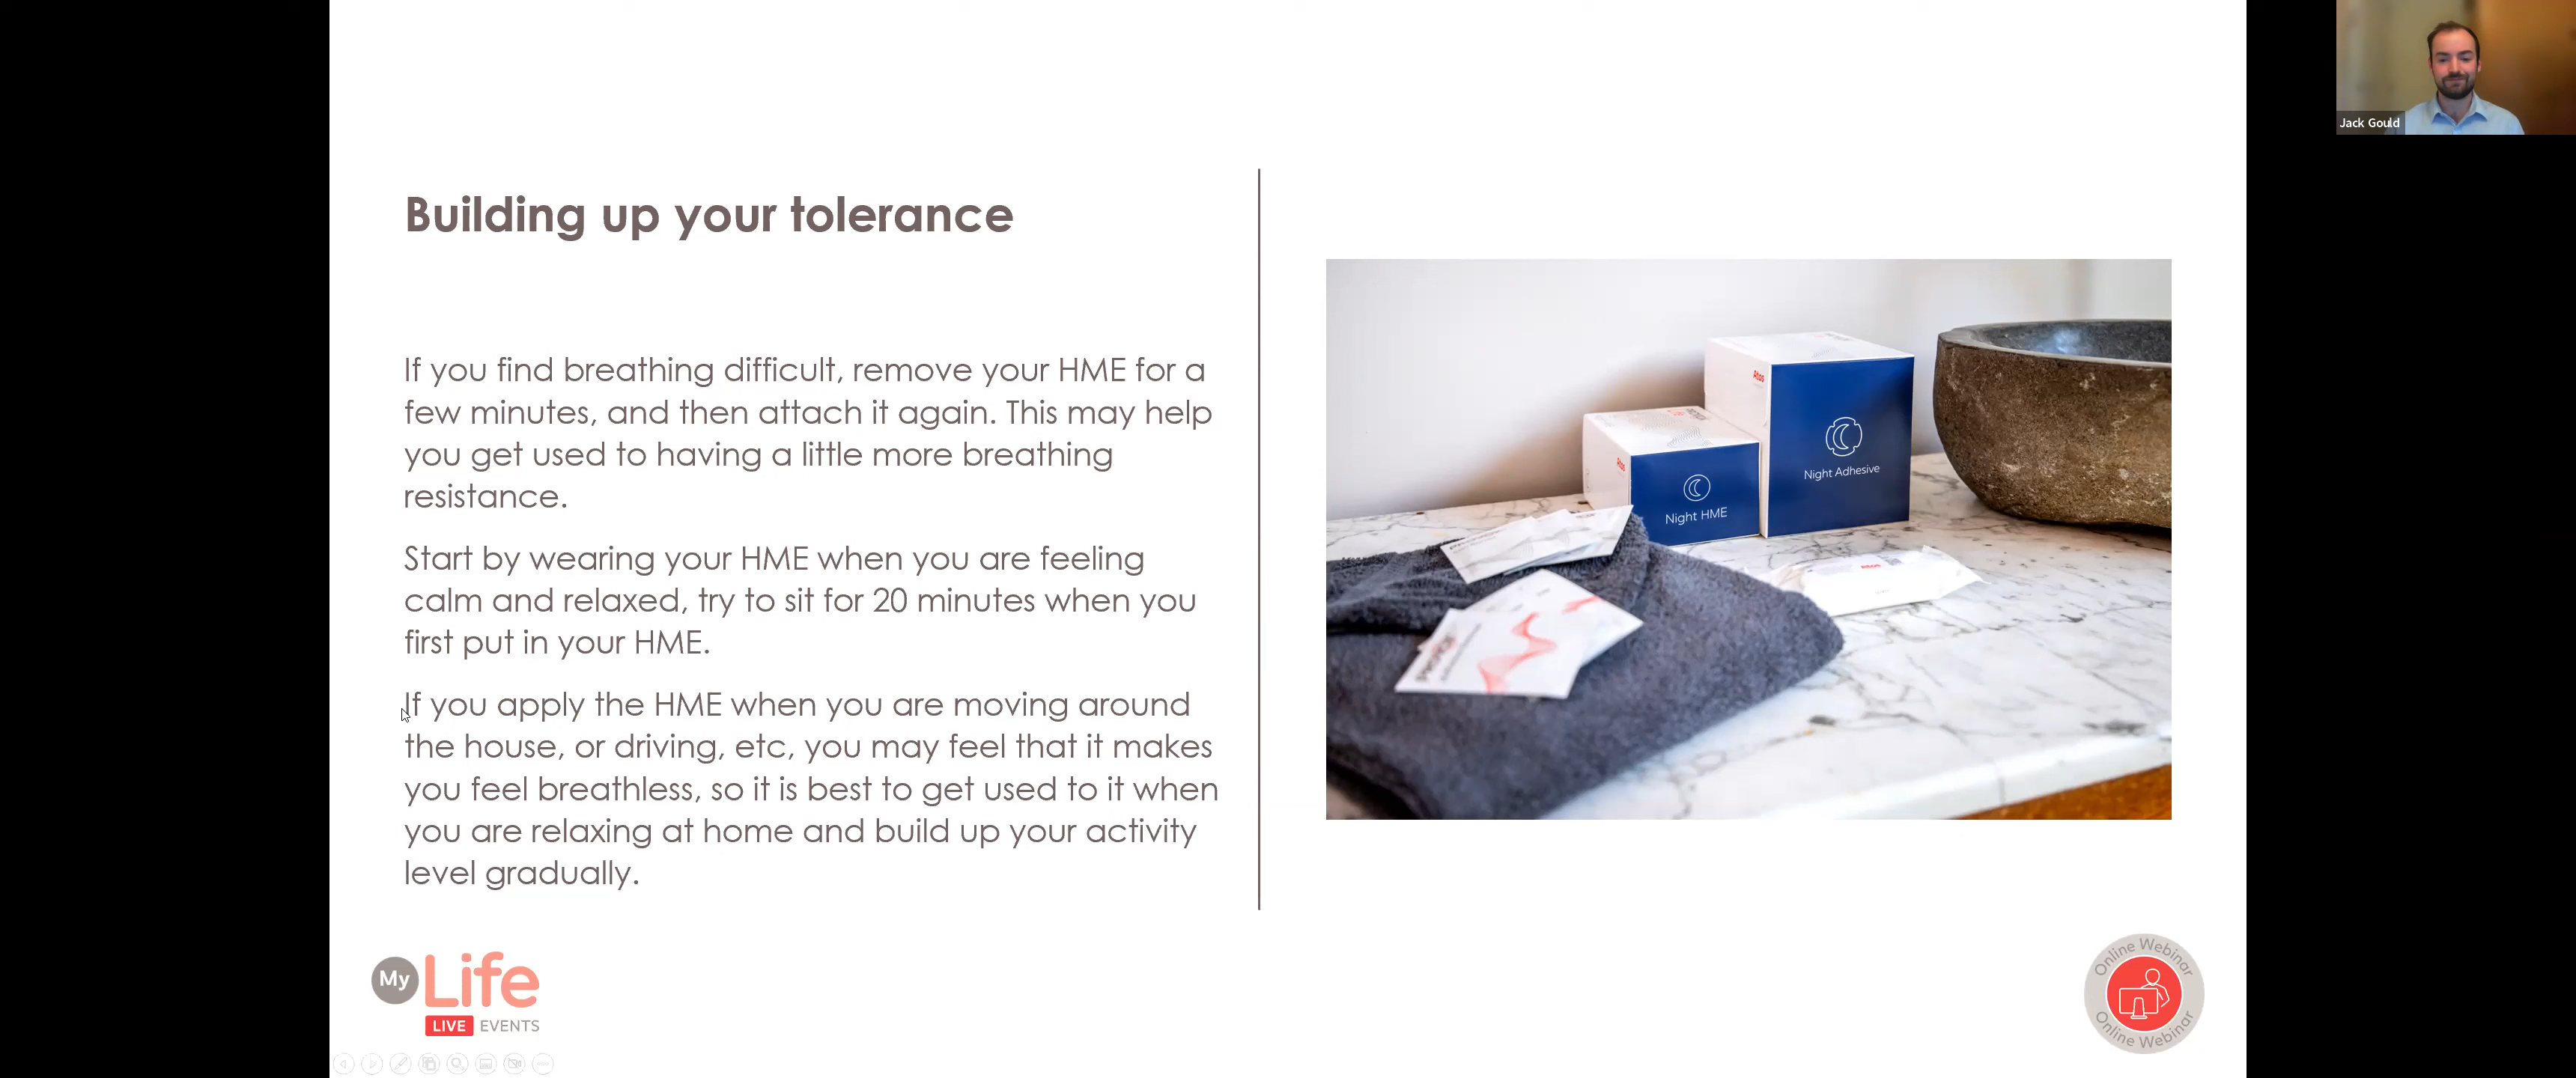 Jack Gould
Building up your tolerance
If you find breathing difficult, remove your HME for a
few minutes, and then attach it again. This may help
you get used to having a little more breathing
resistance.
Start by wearing your HME when you are feeling
calm and relaxed, try to sit for 20 minutes when you
first put in your HME.
If you apply the HME when you are moving around
the house, or driving, etc, you may feel that it makes
you feel breathless, so it is best to get used to it when
you are relaxing at home and build up your activity
level gradually.
Atos
Night Adhesive
Atos
Night HME
Atos
My Life
LIVE EVENTS
Online Webinar
Online Webinar